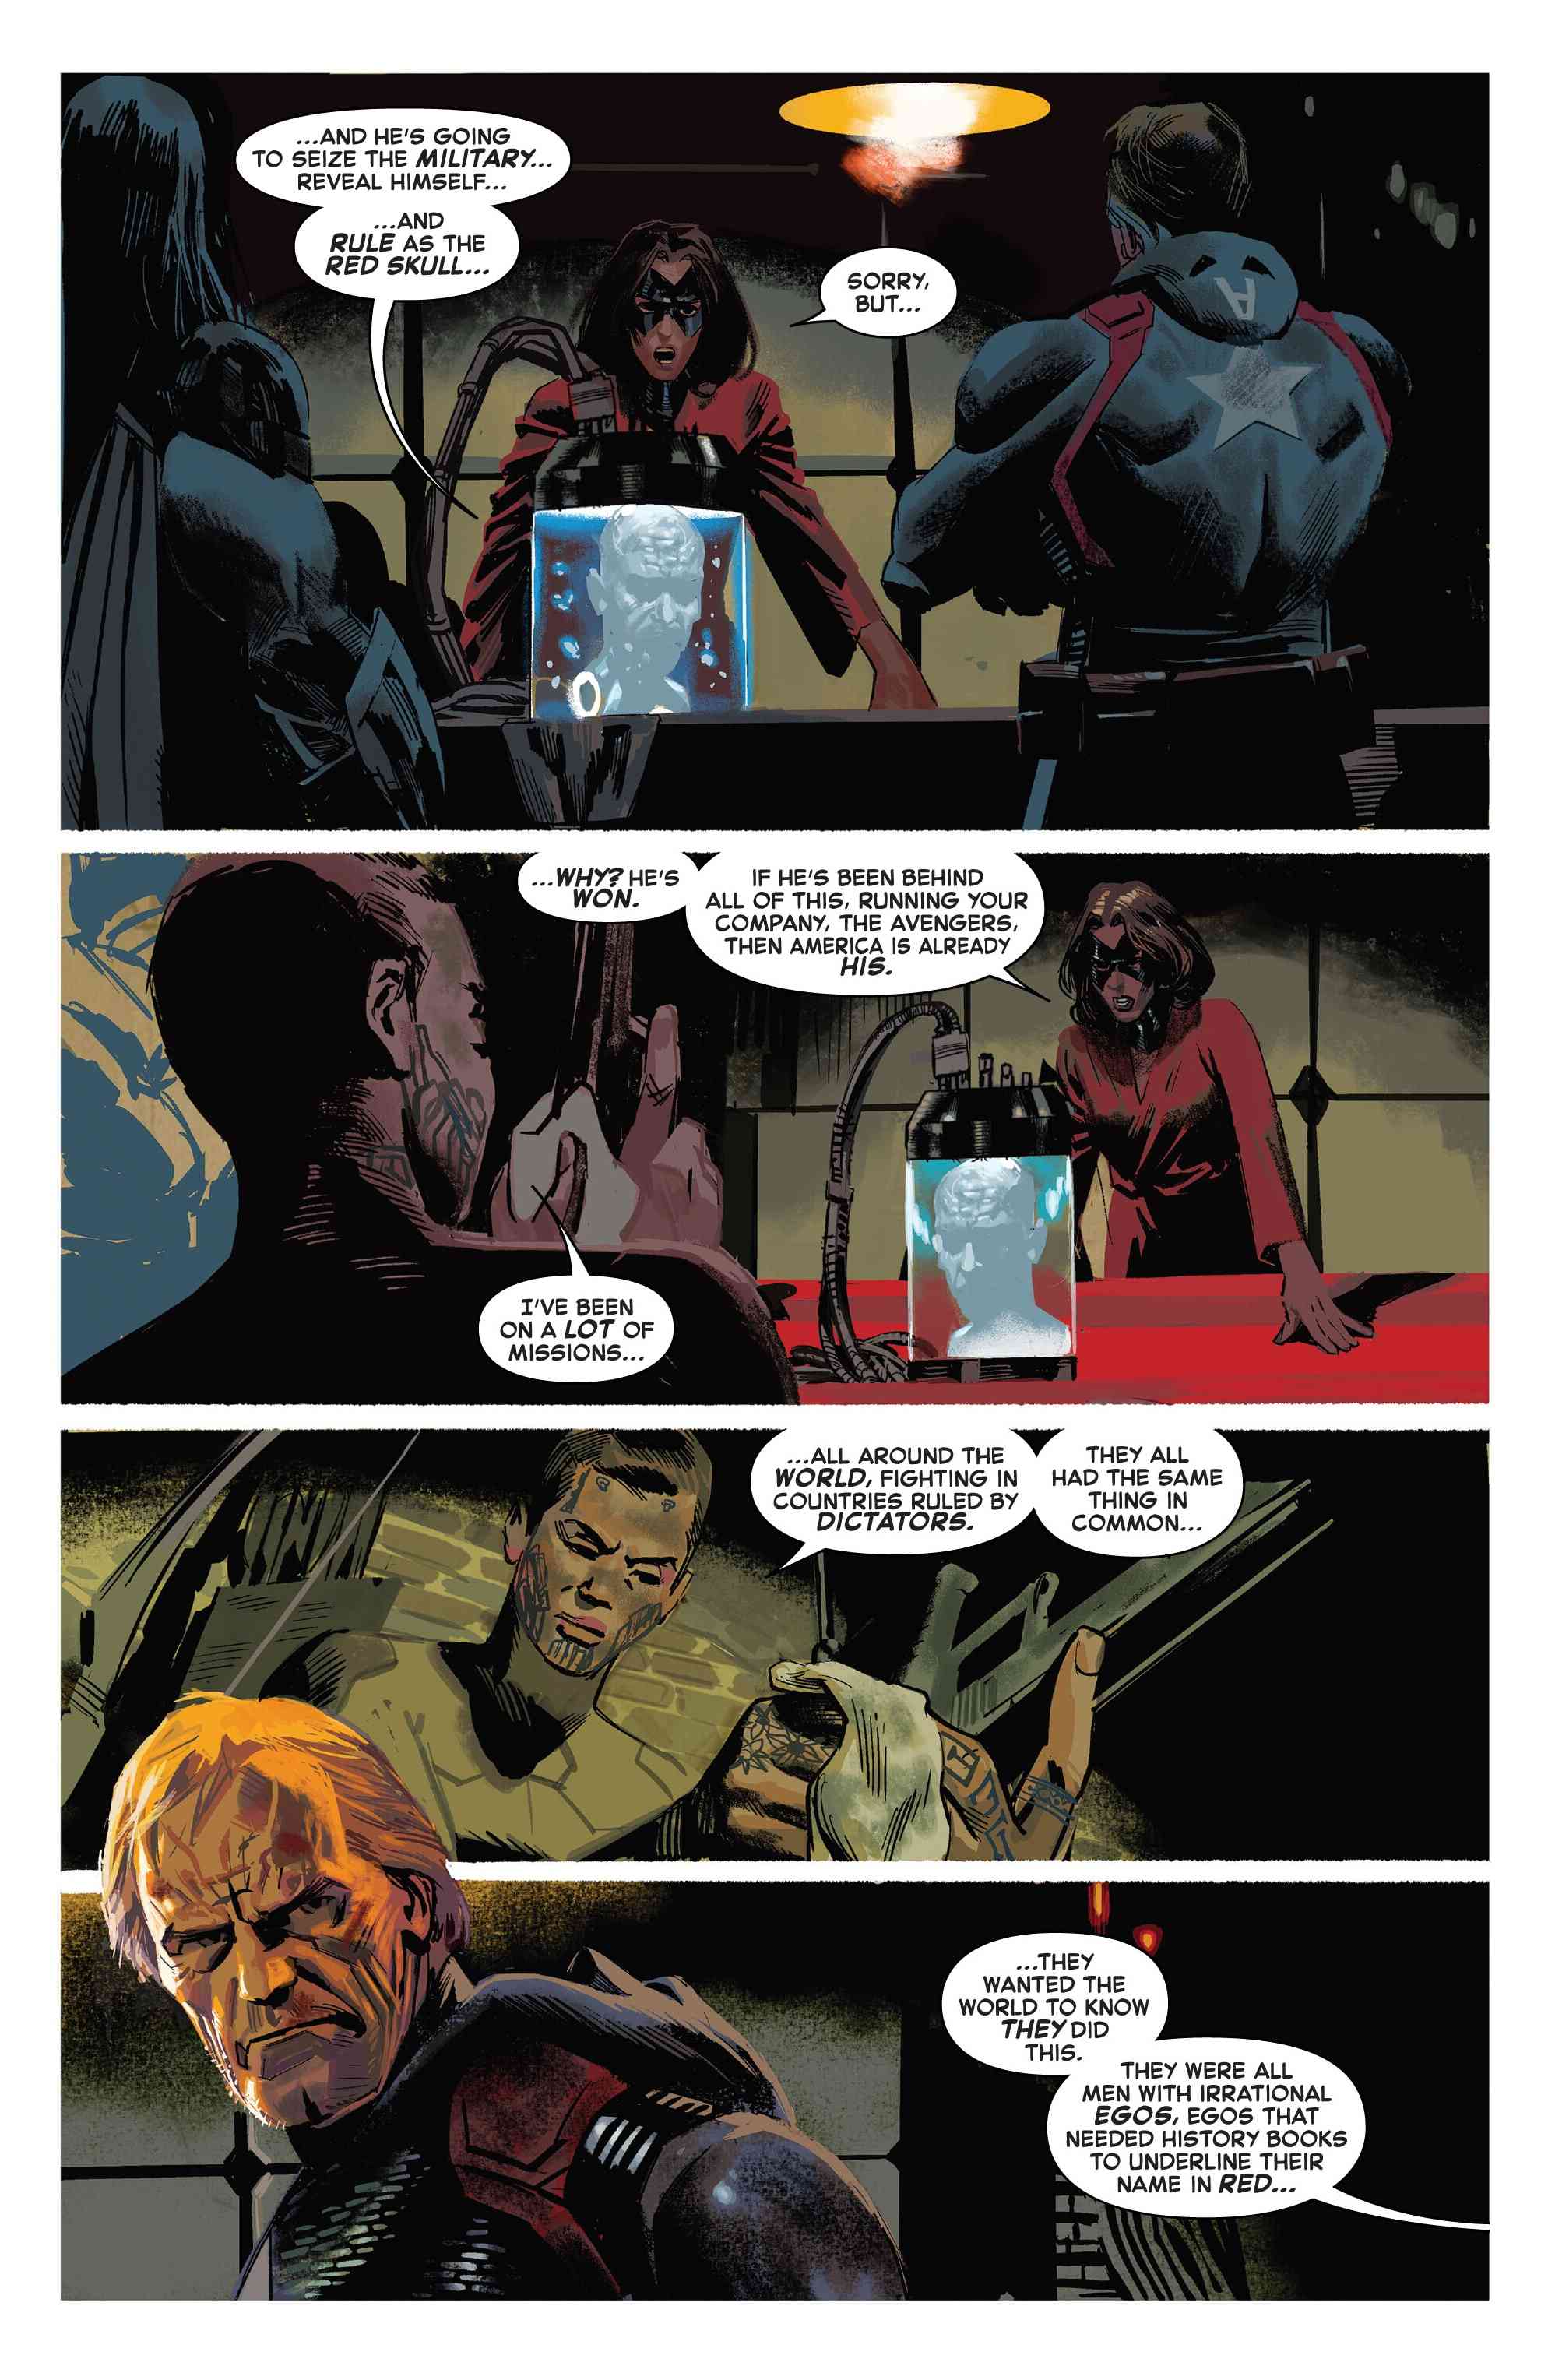 ...AND HE'S GOING
TO SEIZE THE MILITARY...
REVEAL HIMSELF...
...AND
RULE AS THE
RED SKULL...
SORRY,
BUT...
A
...WHY? HE'S
WON.
IF HE'S BEEN BEHIND
ALL OF THIS, RUNNING YOUR
COMPANY, THE AVENGERS,
THEN AMERICA IS ALREADY
HIS.
I'VE BEEN
ON A LOT OF
MISSIONS...
...ALL AROUND THE
WORLD, FIGHTING IN
COUNTRIES RULED BY
DICTATORS.
THEY ALL
HAD THE SAME
THING IN
COMMON...
...THEY
WANTED THE
WORLD TO KNOW
THEY DID
THIS.
THEY WERE ALL
MEN WITH IRRATIONAL
EGOS, EGOS THAT
NEEDED HISTORY BOOKS
TO UNDERLINE THEIR
NAME IN RED...